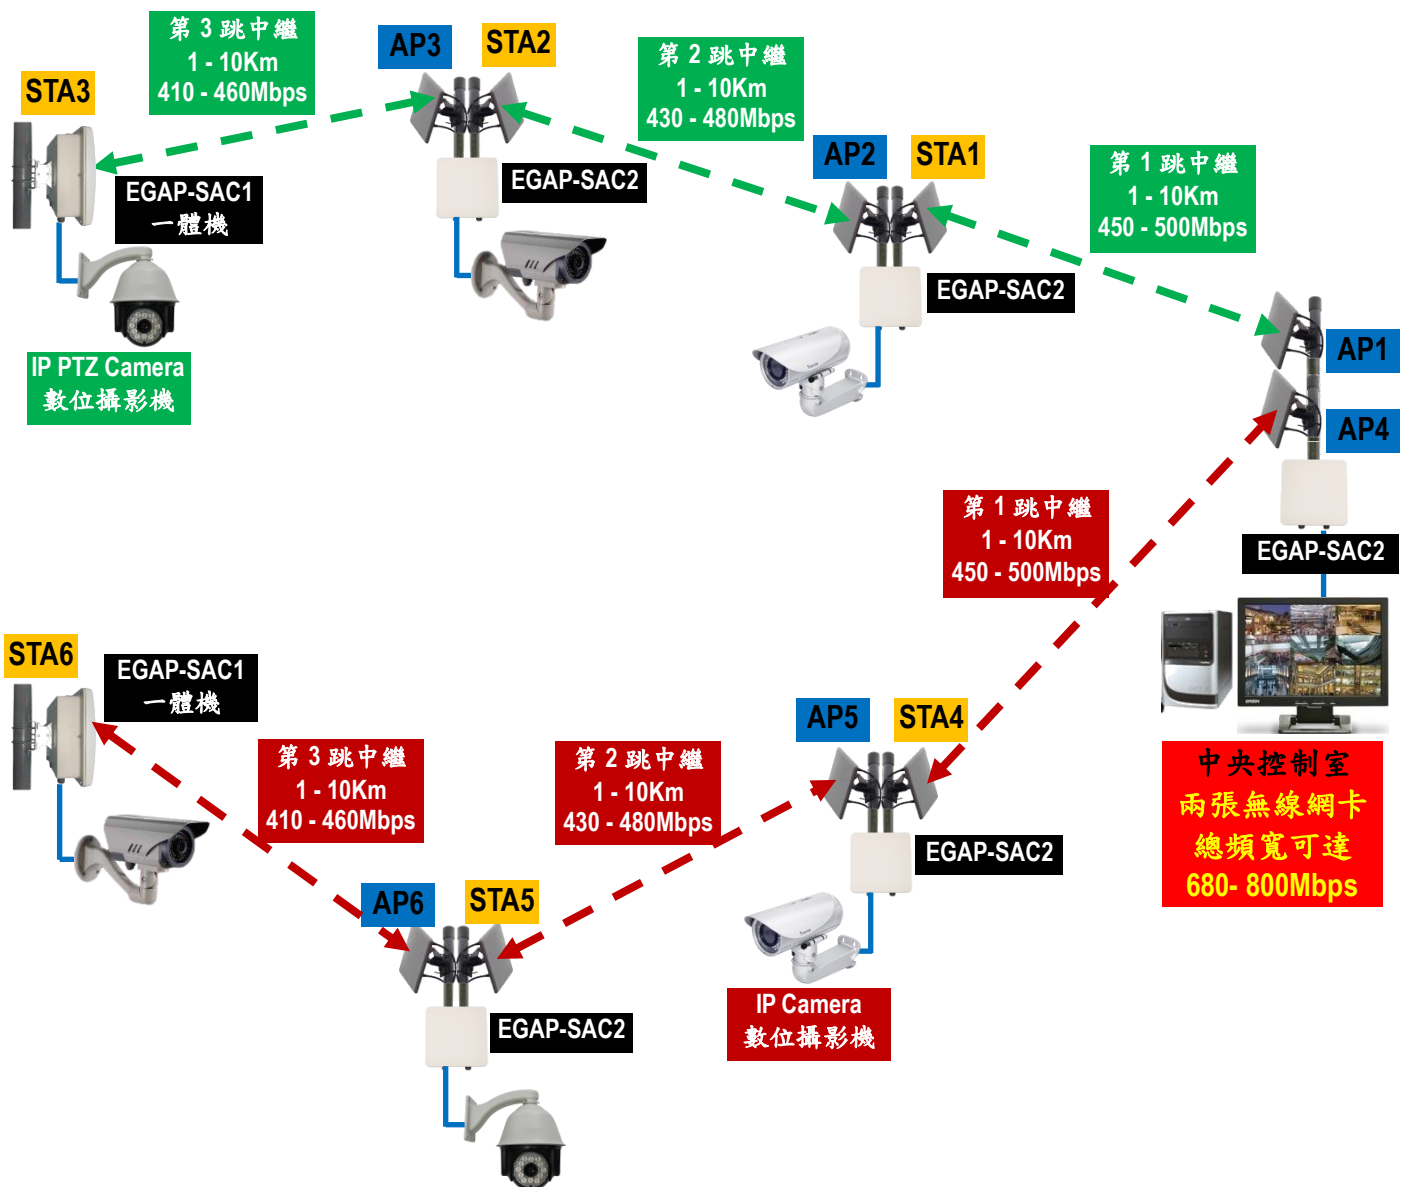 第 3 跳中繼
1 - 10Km
410 - 460Mbps
AP3
STA2
第 2 跳中繼
1 - 10Km
430 - 480Mbps
STA3
EGAP-SAC1
一體機
EGAP-SAC2
AP2
STA1
第 1 跳中繼
1 - 10Km
450 - 500Mbps
EGAP-SAC2
IP PTZ Camera
數位攝影機
AP1
AP4
第 1 跳中繼
1 - 10Km
450 - 500Mbps
EGAP-SAC2
STA6
EGAP-SAC1
一體機
第 3 跳中繼
1 - 10Km
410 - 460Mbps
第 2 跳中繼
1 - 10Km
430 - 480Mbps
AP5
STA4
EGAP-SAC2
中央控制室
兩張無線網卡
總頻寬可達
680- 800Mbps
AP6
STA5
EGAP-SAC2
IP Camera
數位攝影機